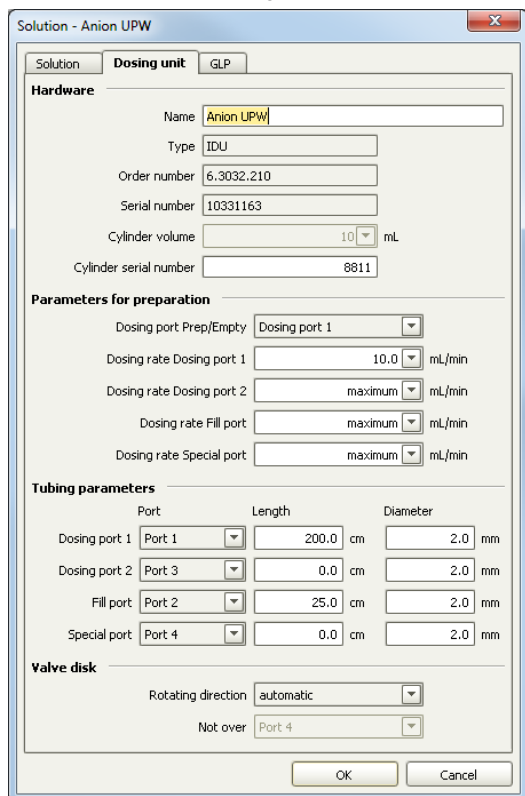 Solution - Anion UPW
Solution Dosing unit GLP
Hardware
Name Anion UPW
Type IDU
Order number 6.3032.210
Serial number 10331163
Cylinder volume 10 mL
Cylinder serial number 8811
Parameters for preparation
Dosing port Prep/Empty Dosing port 1
Dosing rate Dosing port 1 10.0 mL/min
Dosing rate Dosing port 2 maximum mL/min
Dosing rate Fill port maximum mL/min
Dosing rate Special port maximum mL/min
Tubing parameters
Port Length Diameter
Dosing port 1 Port 1 200.0 cm 2.0 mm
Dosing port 2 Port 3 0.0 cm 2.0 mm
Fill port Port 2 25.0 cm 2.0 mm
Special port Port 4 0.0 cm 2.0 mm
Valve disk
Rotating direction automatic
Not over Port 4
OK Cancel